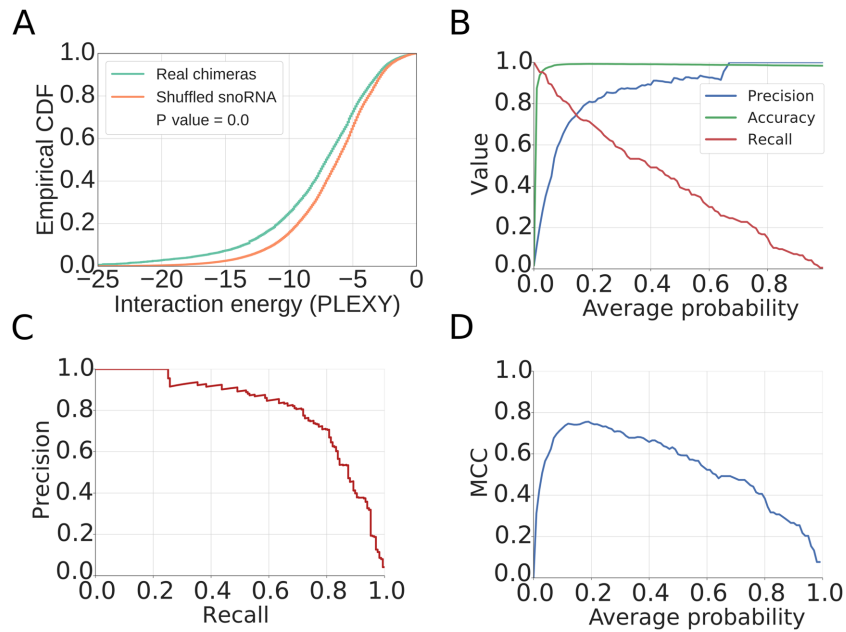 A
Empirical CDF
1.0
0.8
0.6
0.4
0.2
0.0
Real chimeras
Shuffled snoRNA
P value = 0.0
−25 −20 −15 −10 −5 0
Interaction energy (PLEXY)
B
Value
1.0
0.8
0.6
0.4
0.2
0.0
Precision
Accuracy
Recall
0.0 0.2 0.4 0.6 0.8
Average probability
C
Precision
1.0
0.8
0.6
0.4
0.2
0.0
0.0 0.2 0.4 0.6 0.8 1.0
Recall
D
MCC
1.0
0.8
0.6
0.4
0.2
0.0
0.0 0.2 0.4 0.6 0.8 1.0
Average probability